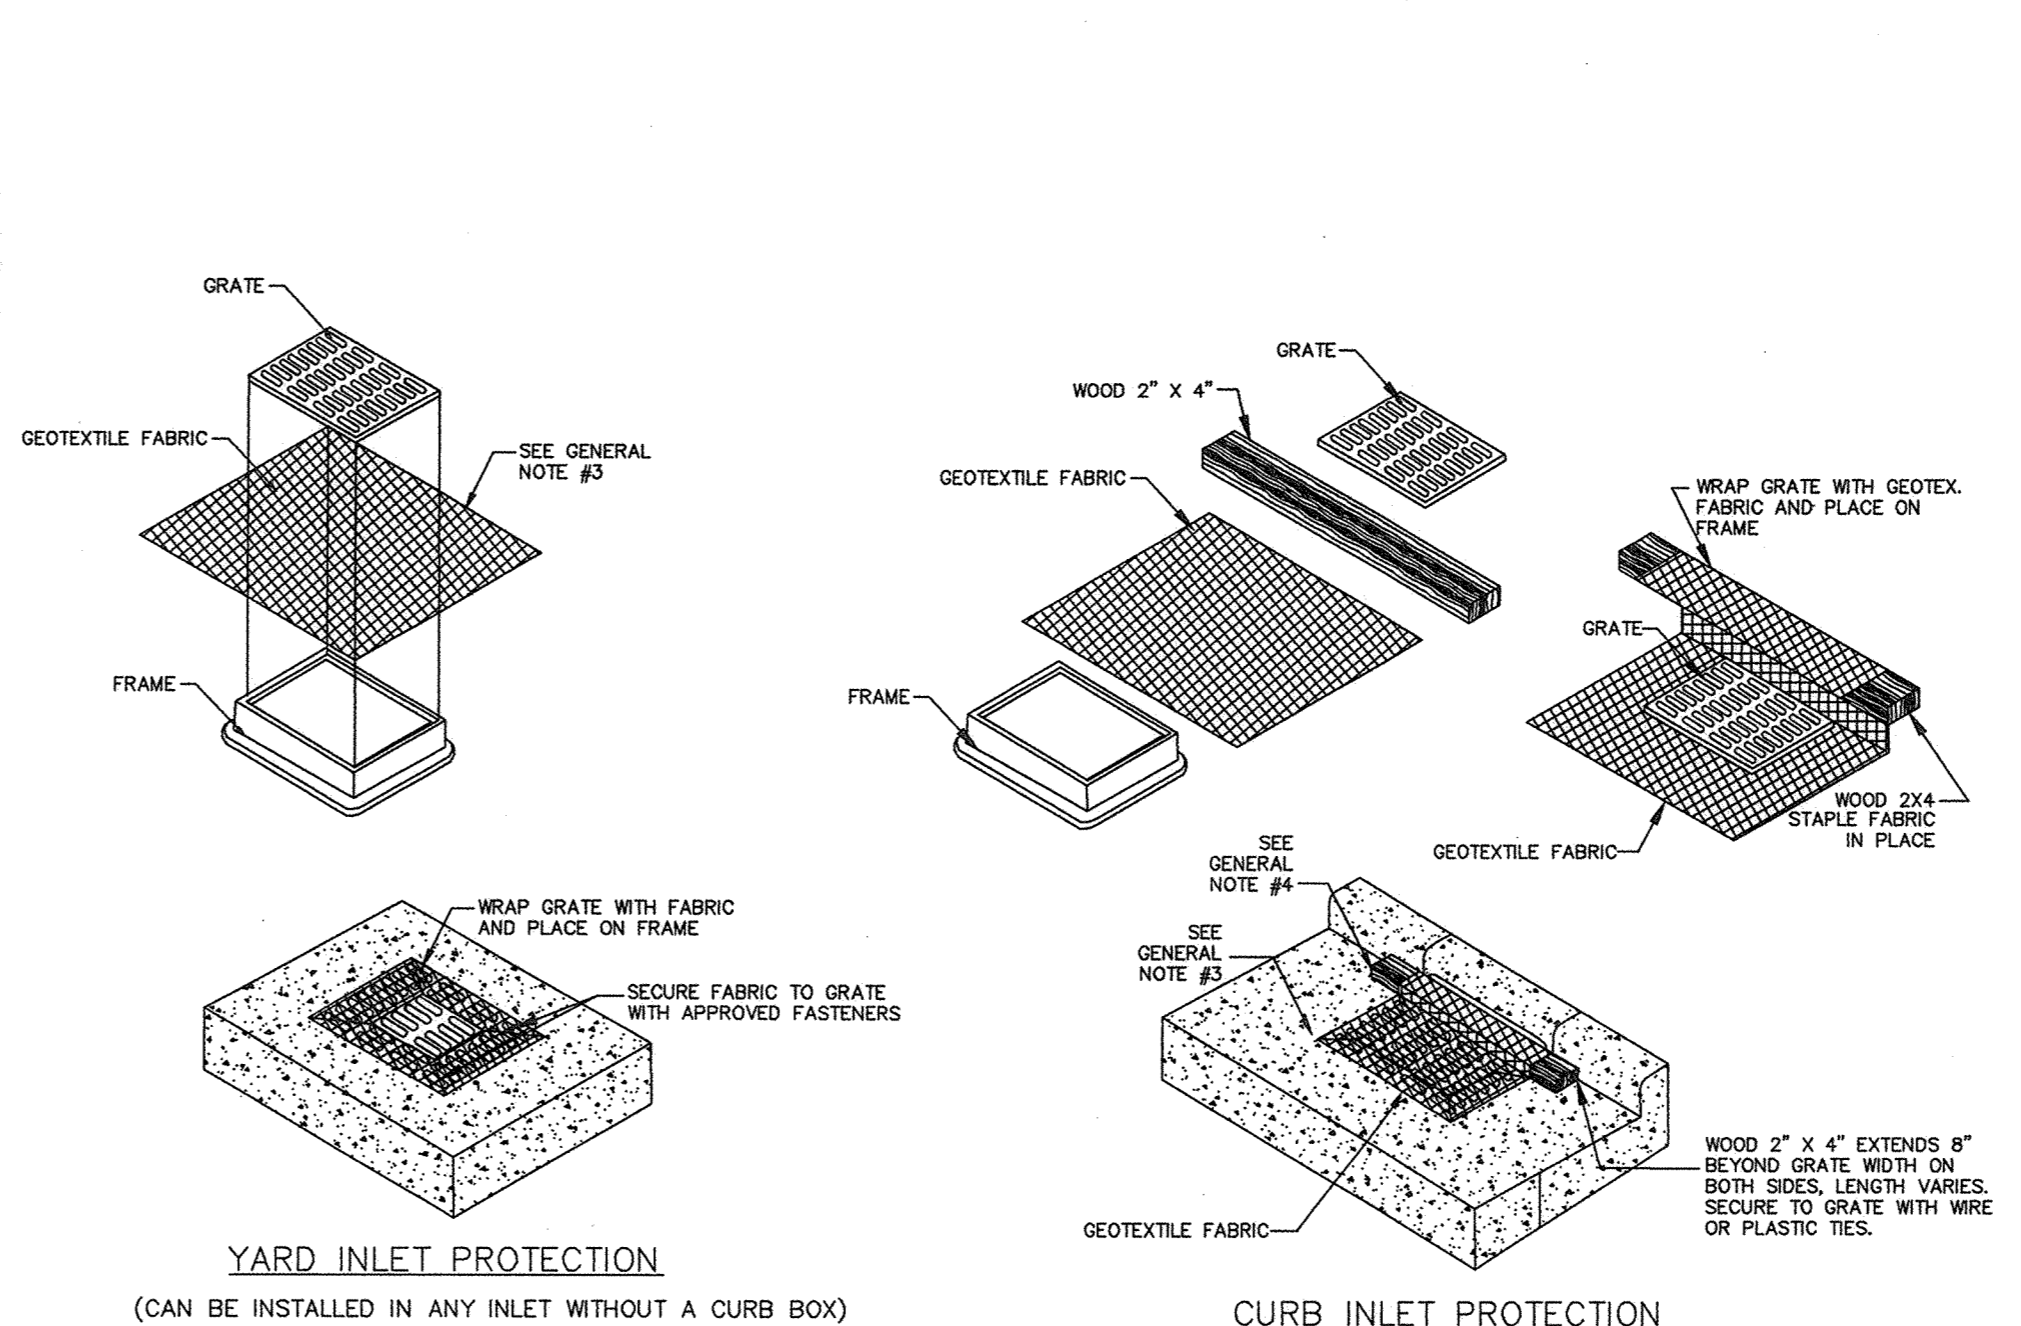 GRATE
GEOTEXTILE FABRIC
SEE GENERAL
NOTE #3
FRAME
WRAP GRATE WITH FABRIC
AND PLACE ON FRAME
SECURE FABRIC TO GRATE
WITH APPROVED FASTENERS
YARD INLET PROTECTION
(CAN BE INSTALLED IN ANY INLET WITHOUT A CURB BOX)
GRATE
WOOD 2" X 4"
GEOTEXTILE FABRIC
FRAME
WRAP GRATE WITH GEOTEX.
FABRIC AND PLACE ON
FRAME
GRATE
WOOD 2X4
STAPLE FABRIC
IN PLACE
GEOTEXTILE FABRIC
SEE
GENERAL
NOTE #4
SEE
GENERAL
NOTE #3
WOOD 2" X 4" EXTENDS 8"
BEYOND GRATE WIDTH ON
BOTH SIDES, LENGTH VARIES.
SECURE TO GRATE WITH WIRE
OR PLASTIC TIES.
GEOTEXTILE FABRIC
CURB INLET PROTECTION